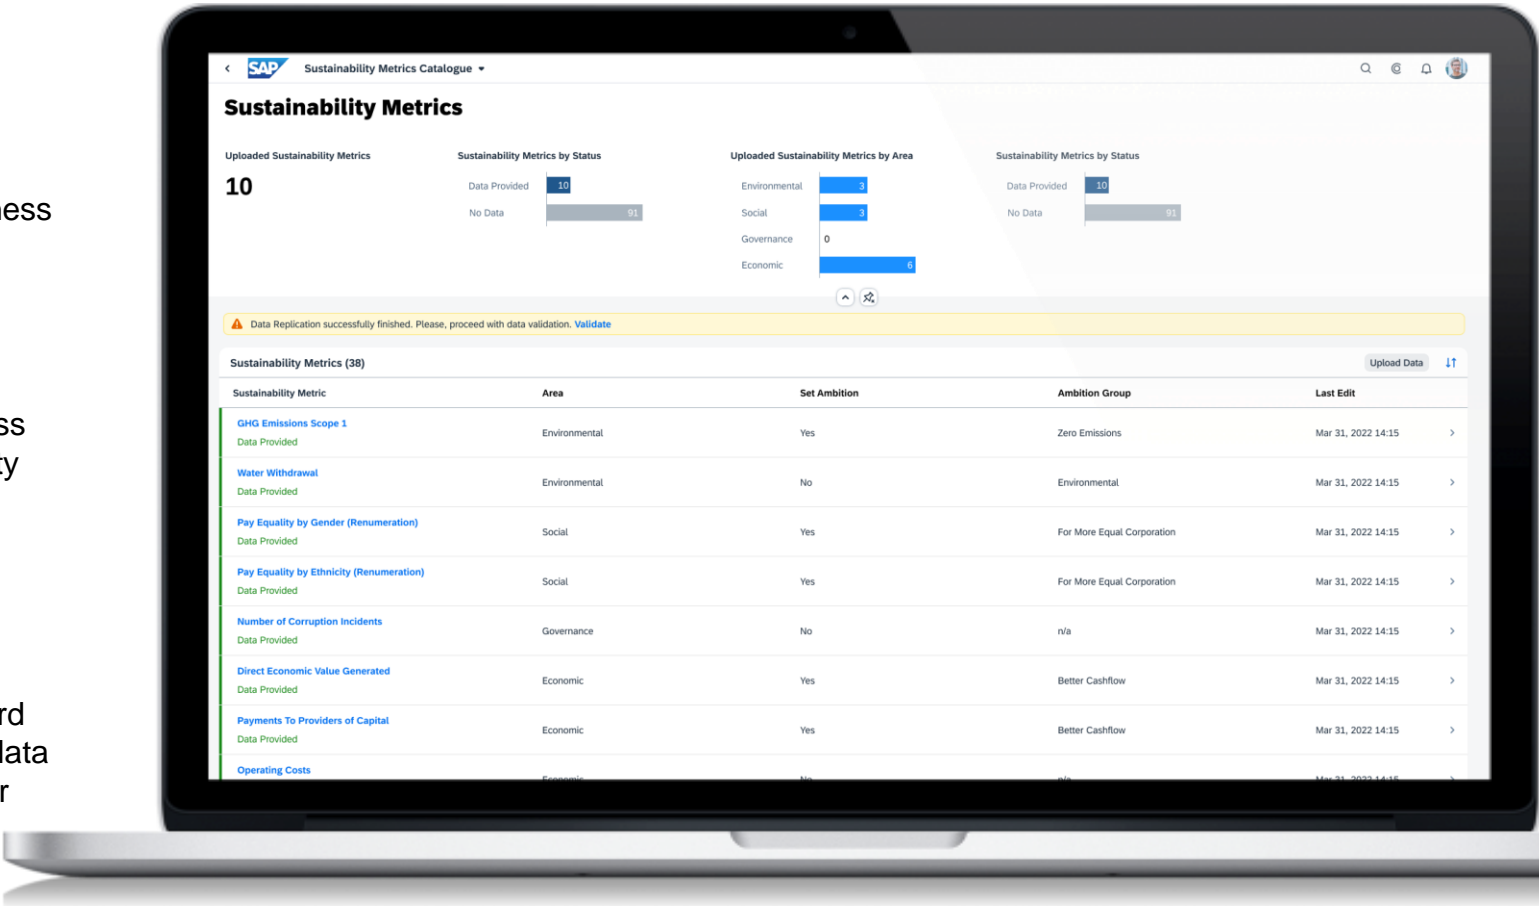 ness
ss
ty
rd
lata
r
SAP Sustainability Metrics Catalogue
Sustainability Metrics
Uploaded Sustainability Metrics
10
Sustainability Metrics by Status
Data Provided 10
No Data 91
Uploaded Sustainability Metrics by Area
Environmental 3
Social 3
Governance 0
Economic 6
Sustainability Metrics by Status
Data Provided 10
No Data 91
Data Replication successfully finished. Please, proceed with data validation. Validate
Sustainability Metrics (38) Upload Data
Sustainability Metric Area Set Ambition Ambition Group Last Edit
GHG Emissions Scope 1
Data Provided
Environmental Yes Zero Emissions Mar 31, 2022 14:15
Water Withdrawal
Data Provided
Environmental No Environmental Mar 31, 2022 14:15
Pay Equality by Gender (Renumeration)
Data Provided
Social Yes For More Equal Corporation Mar 31, 2022 14:15
Pay Equality by Ethnicity (Renumeration)
Data Provided
Social Yes For More Equal Corporation Mar 31, 2022 14:15
Number of Corruption Incidents
Data Provided
Governance No n/a Mar 31, 2022 14:15
Direct Economic Value Generated
Data Provided
Economic Yes Better Cashflow Mar 31, 2022 14:15
Payments To Providers of Capital
Data Provided
Economic Yes Better Cashflow Mar 31, 2022 14:15
Operating Costs
Economic No n/a Mar 31, 2022 14:15